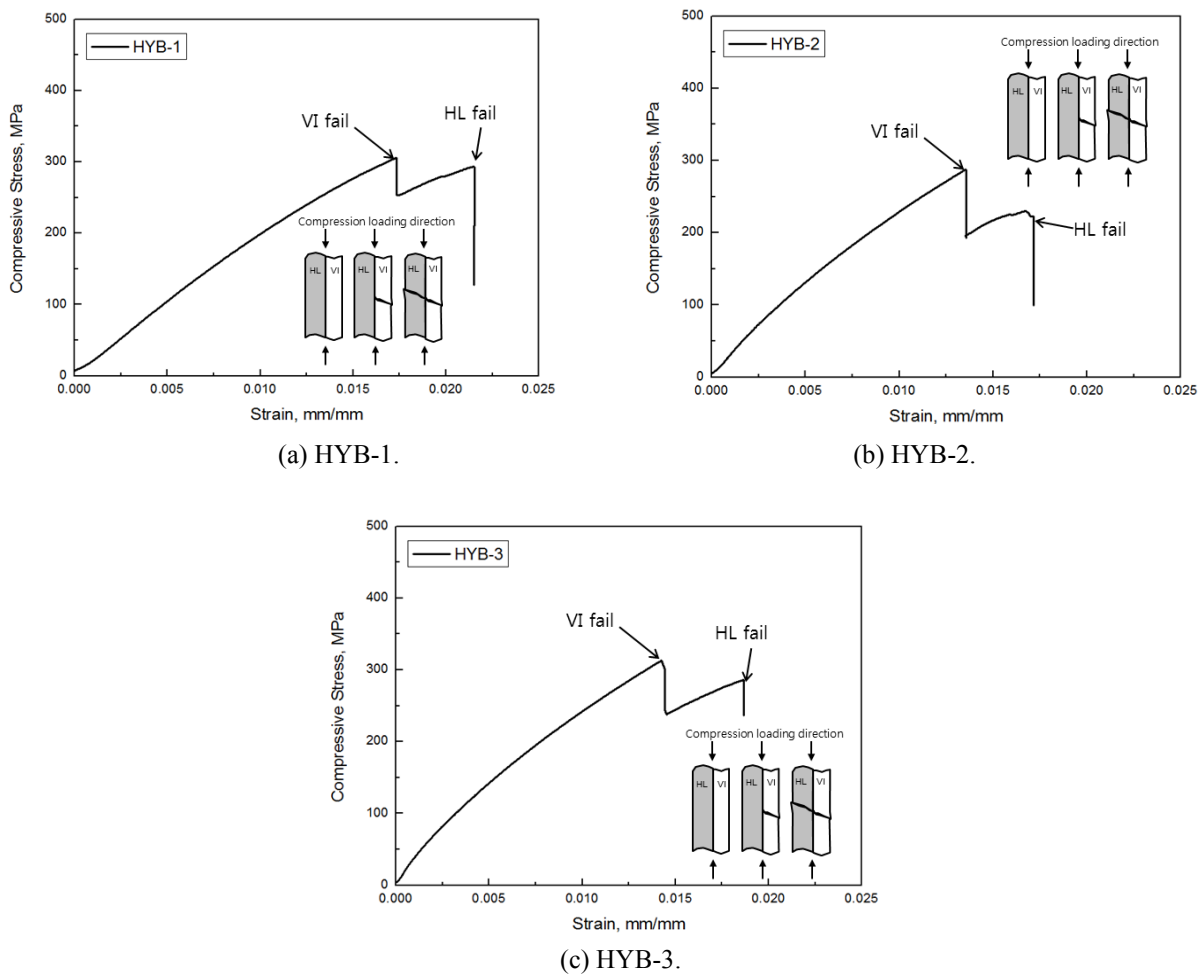 500
400
300
200
100
0
Compressive Stress, MPa
HYB-1
VI fail
HL fail
Compression loading direction
HL VI HL VI HL VI
0.000 0.005 0.010 0.015 0.020 0.025
Strain, mm/mm
(a) HYB-1.
500
400
300
200
100
0
Compressive Stress, MPa
HYB-2
Compression loading direction
HL VI HL VI HL VI
VI fail
HL fail
0.000 0.005 0.010 0.015 0.020 0.025
Strain, mm/mm
(b) HYB-2.
500
400
300
200
100
0
Compressive Stress, MPa
HYB-3
VI fail
HL fail
Compression loading direction
HL VI HL VI HL VI
0.000 0.005 0.010 0.015 0.020 0.025
Strain, mm/mm
(c) HYB-3.